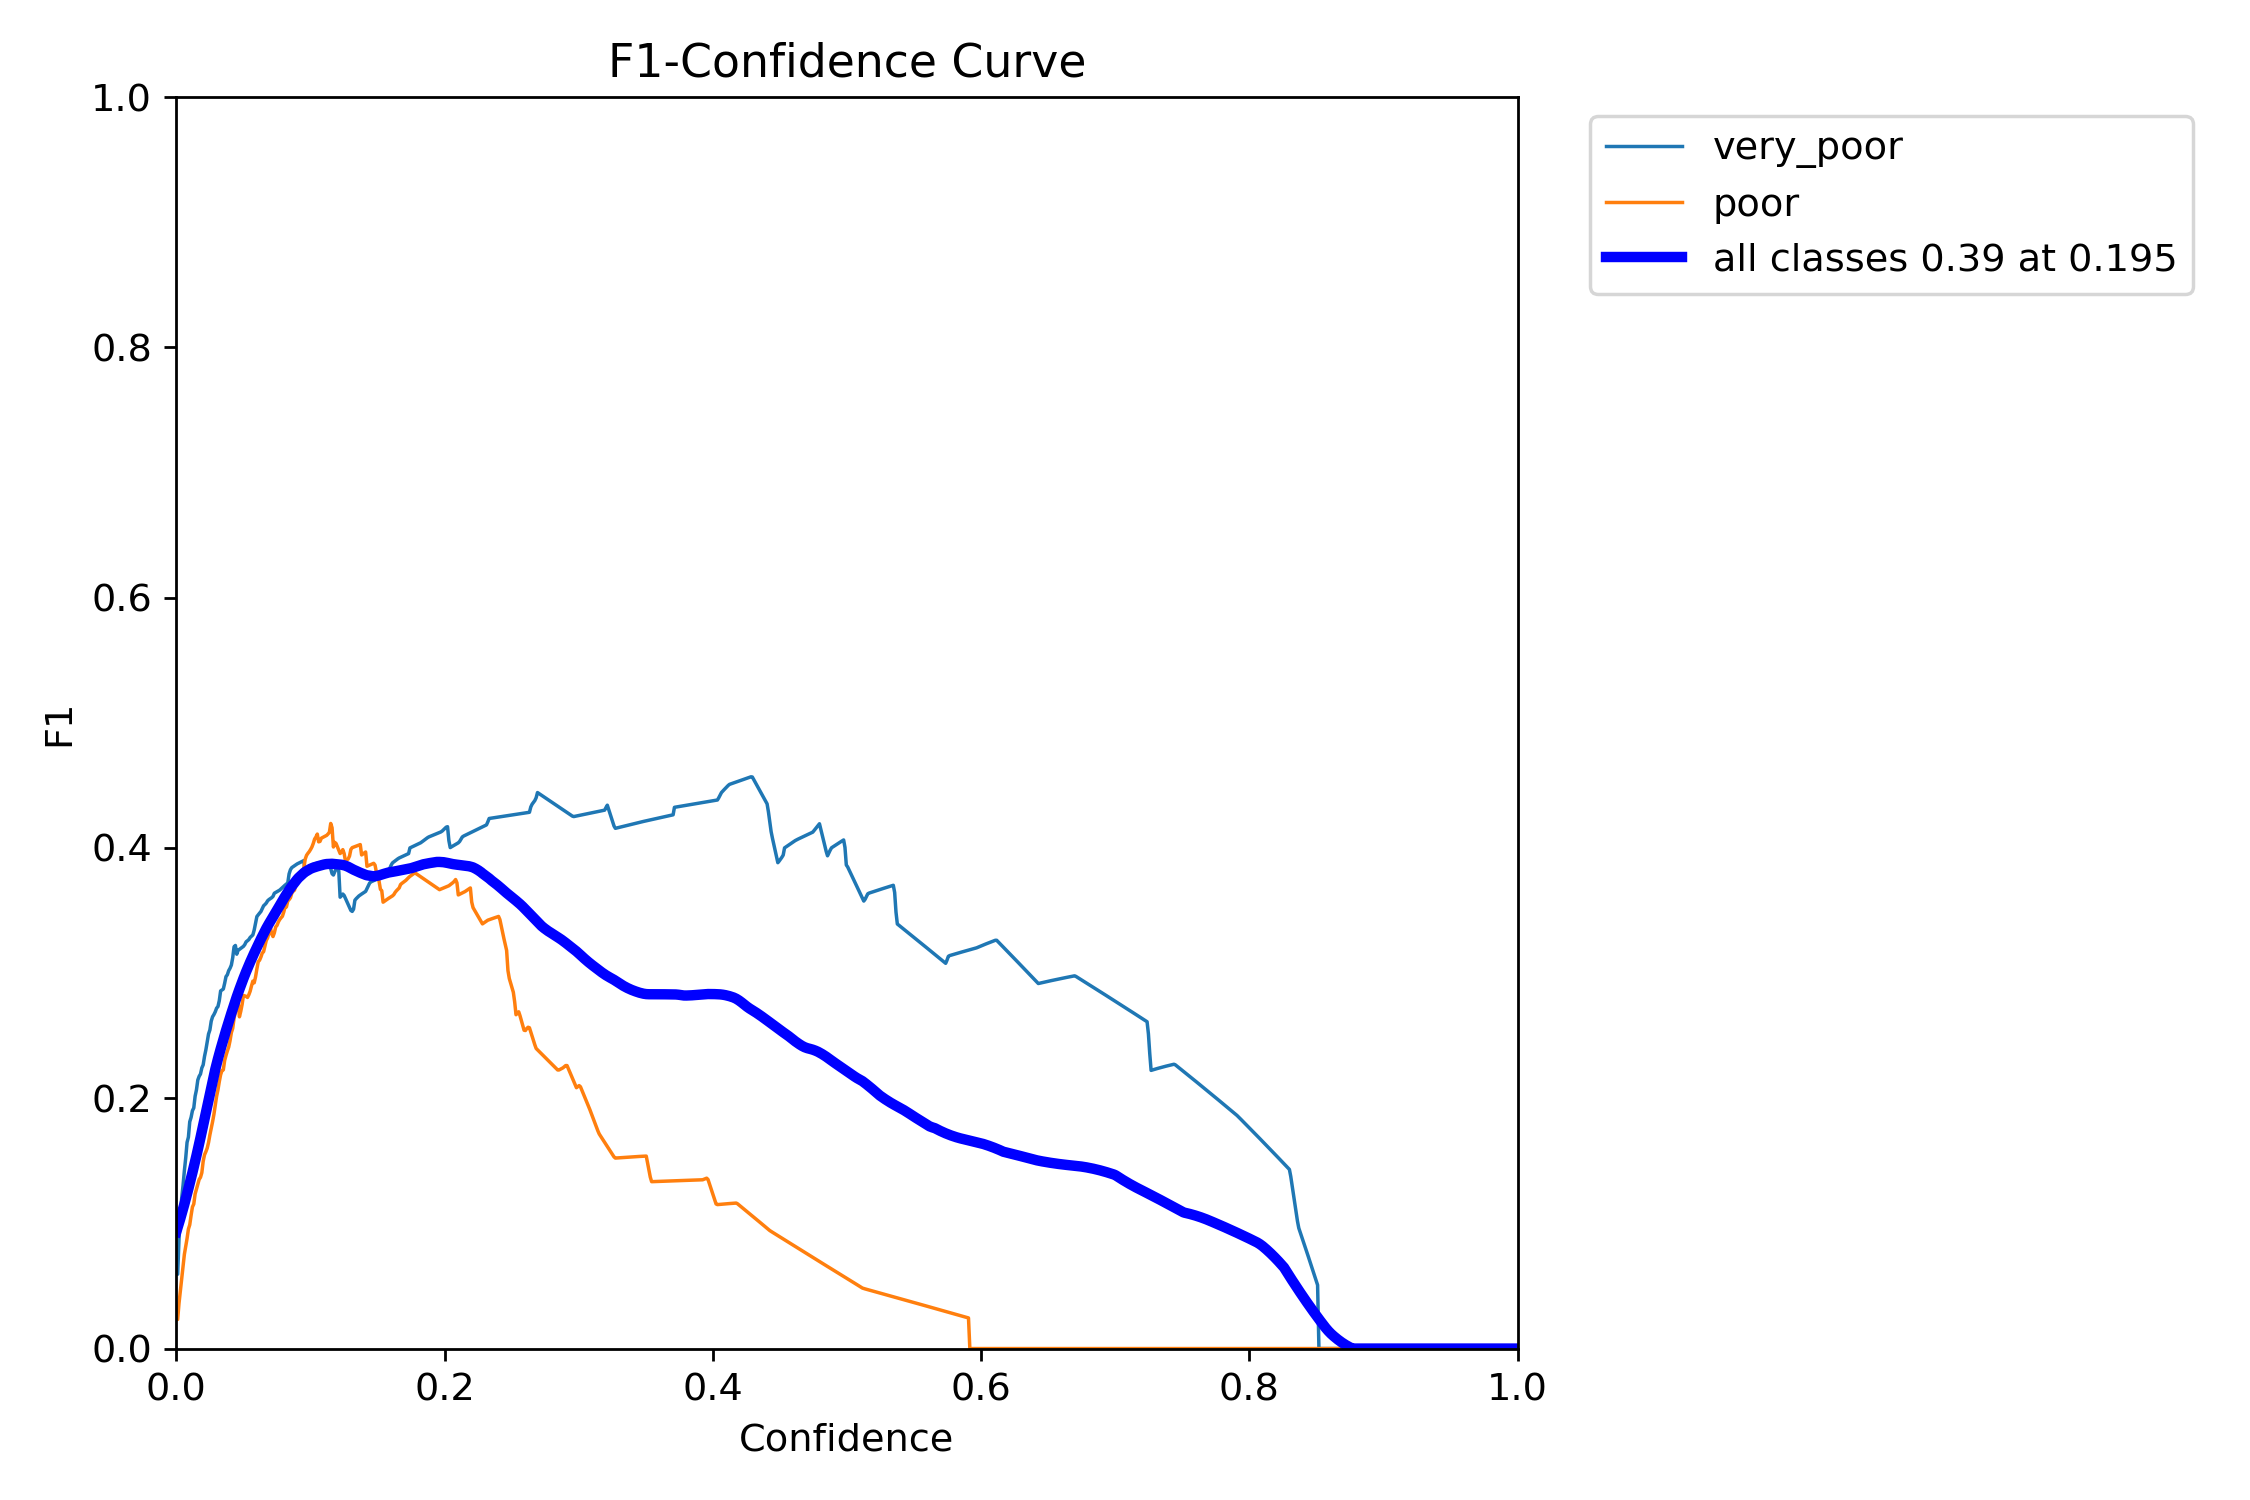 F1-Confidence Curve
1.0
0.8
0.6
0.4
0.2
0.0
F1
0.0 0.2 0.4 0.6 0.8 1.0
Confidence
very_poor
poor
all classes 0.39 at 0.195